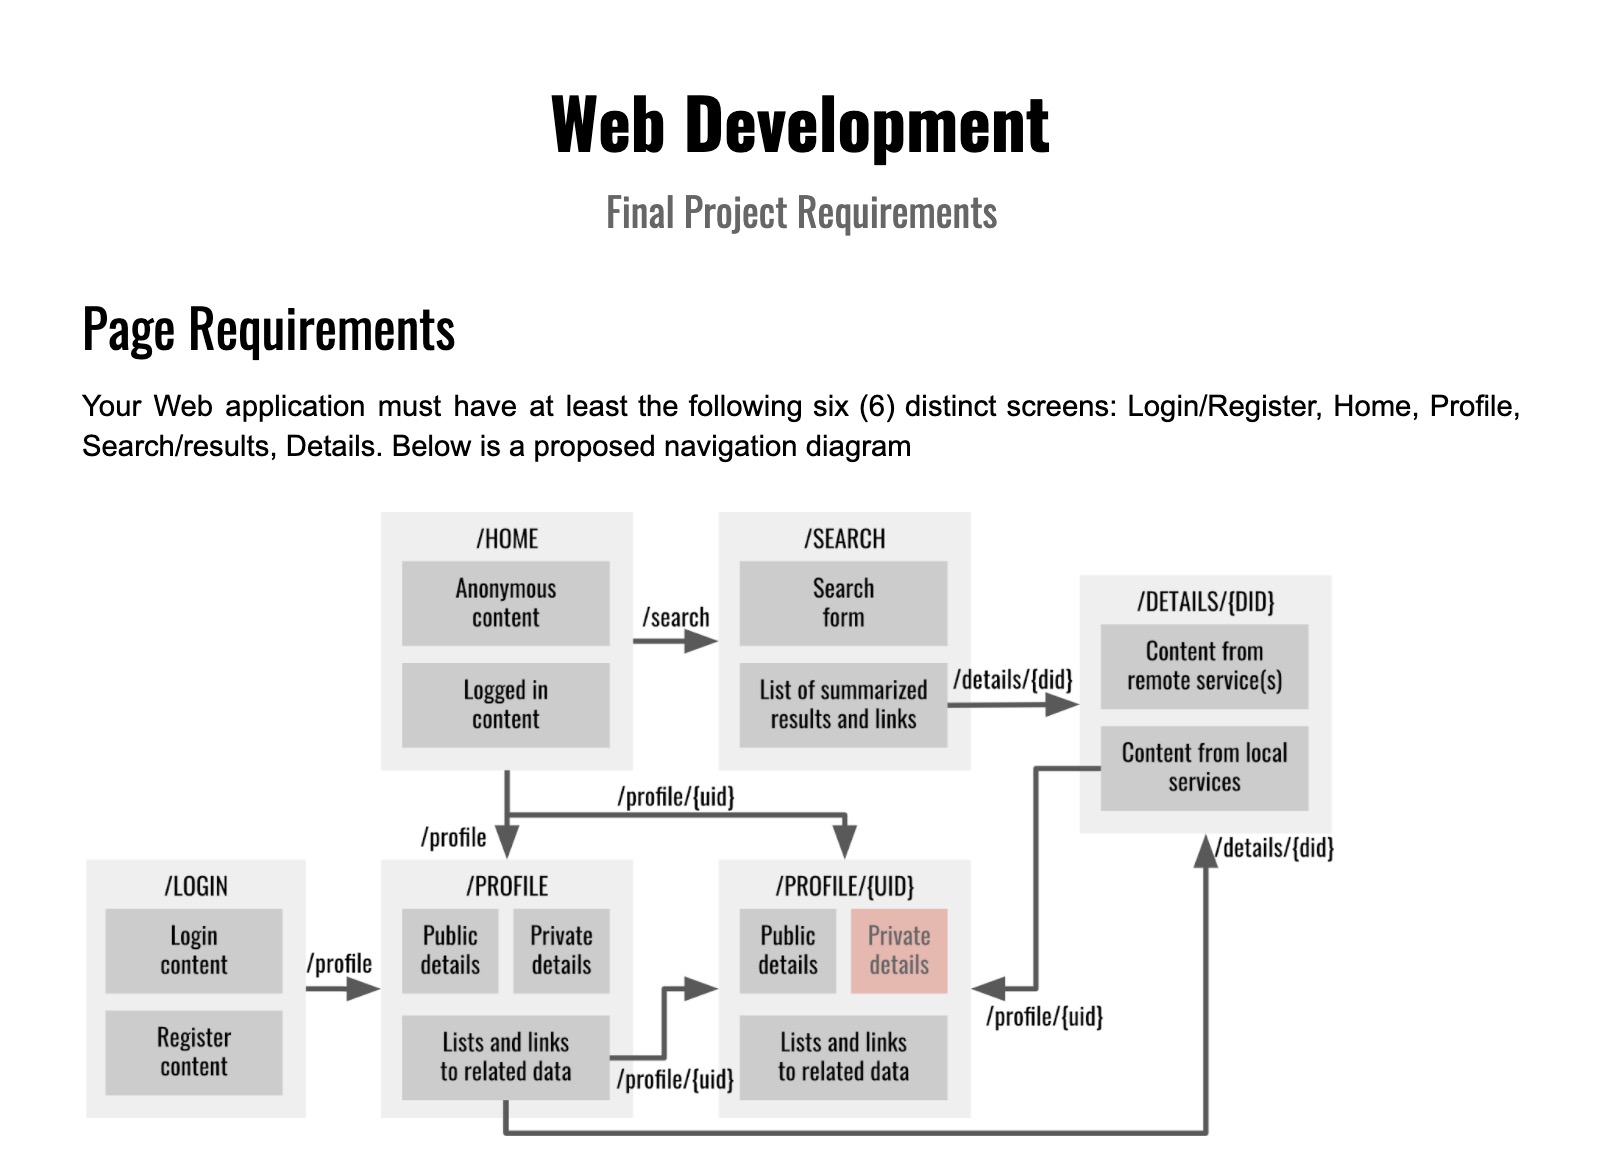 Web Development
Final Project Requirements
Page Requirements
Your Web application must have at least the following six (6) distinct screens: Login/Register, Home, Profile,
Search/results, Details. Below is a proposed navigation diagram
/HOME
Anonymous
content
Logged in
content
/search
/SEARCH
Search
form
List of summarized
results and links
/details/{did}
/DETAILS/{DID}
Content from
remote service(s)
Content from local
services
/profile/{uid}
/profile
/details/{did}
/LOGIN
Login
content
Register
content
/profile
/PROFILE
Public
details
Private
details
Lists and links
to related data
/profile/{uid}
/PROFILE/{UID}
Public
details
Private
details
Lists and links
to related data
/profile/{uid}